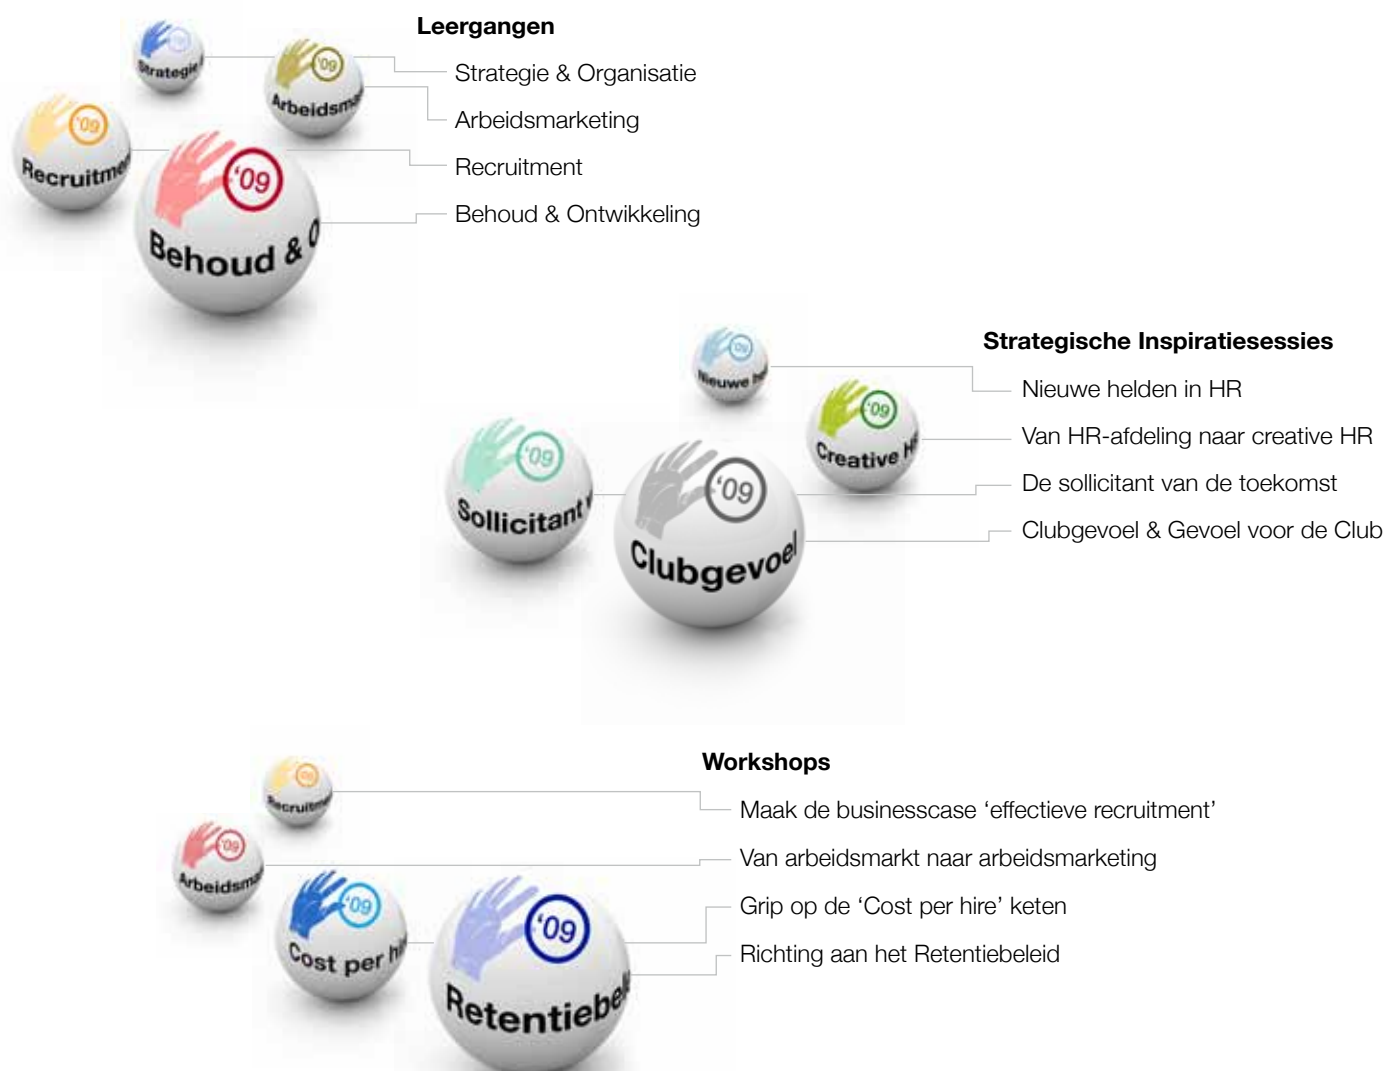 Leergangen
Strategie & Organisatie
Arbeidsmarketing
Recruitment
Behoud & Ontwikkeling
'09
Strategie
'09
Arbeidsma
'09
Recruitme
'09
Behoud & O
Strategische Inspiratiesessies
Nieuwe helden in HR
Van HR-afdeling naar creative HR
De sollicitant van de toekomst
Clubgevoel & Gevoel voor de Club
'09
Nieuwe he
'09
Creative H
'09
Sollicitant v
'09
Clubgevoel
Workshops
Maak de businesscase ‘effectieve recruitment’
Van arbeidsmarkt naar arbeidsmarketing
Grip op de ‘Cost per hire’ keten
Richting aan het Retentiebeleid
'09
Recruitme
'09
Arbeidsma
'09
Cost per hi
'09
Retentiebele